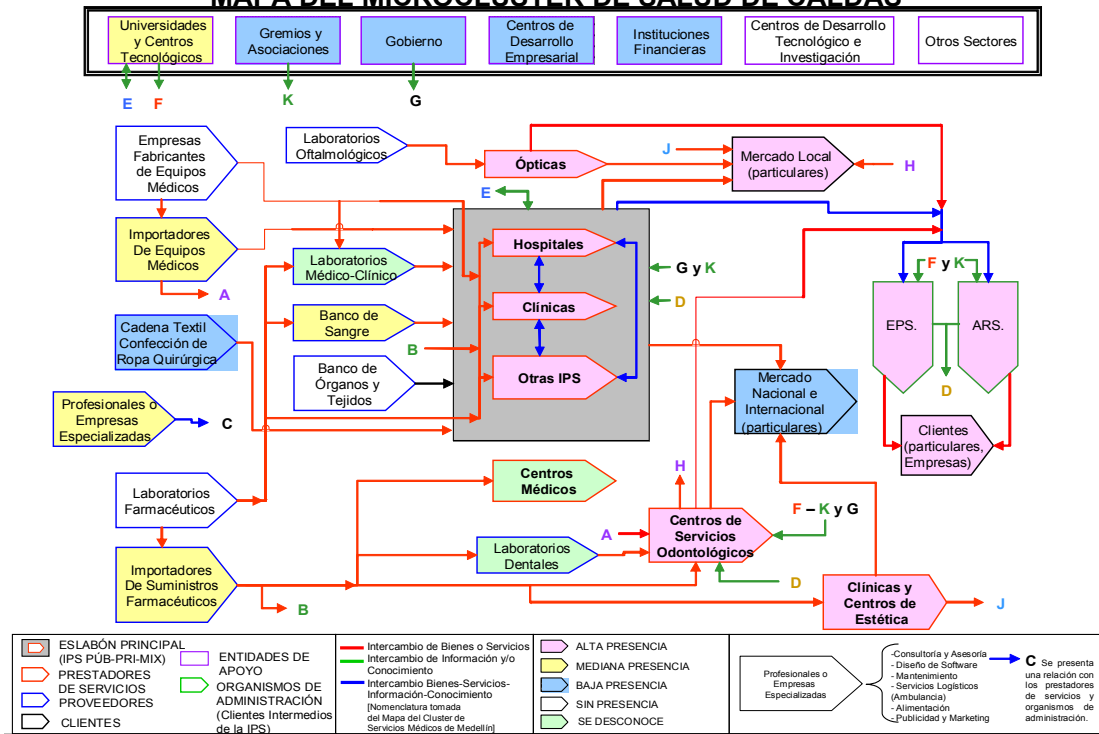 MAPA DEL MICROCLUSTER DE SALUD DE CALDAS
Universidades
y Centros
Tecnológicos
Gremios y
Asociaciones
Gobierno
Centros de
Desarrollo
Empresarial
Instituciones
Financieras
Centros de Desarrollo
Tecnológico e
Investigación
Otros Sectores
E
F
K
G
Empresas
Fabricantes
de Equipos
Médicos
Laboratorios
Oftalmológicos
Ópticas
J
Mercado Local
(particulares)
H
E
Importadores
De Equipos
Médicos
A
Laboratorios
Médico-Clínico
Hospitales
G y K
D
F y K
EPS.
ARS.
D
Cadena Textil
Confección de
Ropa Quirúrgica
Banco de
Sangre
B
Clínicas
Banco de
Órganos y
Tejidos
Otras IPS
Mercado
Nacional e
Internacional
(particulares)
Profesionales o
Empresas
Especializadas
C
Clientes
(particulares,
Empresas)
Laboratorios
Farmacéuticos
Centros
Médicos
H
F – K y G
A
Centros de
Servicios
Odontológicos
Laboratorios
Dentales
D
Importadores
De Suministros
Farmacéuticos
B
Clínicas y
Centros de
Estética
J
ESLABÓN PRINCIPAL
(IPS PÚB-PRI-MIX)
PRESTADORES
DE SERVICIOS
PROVEEDORES
CLIENTES
ENTIDADES DE
APOYO
ORGANISMOS DE
ADMINISTRACIÓN
(Clientes Intermedios
de la IPS)
Intercambio de Bienes o Servicios
Intercambio de Información y/o
Conocimiento
Intercambio Bienes-Servicios-
Información-Conocimiento
[Nomenclatura tomada
del Mapa del Cluster de
Servicios Médicos de Medellín]
ALTA PRESENCIA
MEDIANA PRESENCIA
BAJA PRESENCIA
SIN PRESENCIA
SE DESCONOCE
Profesionales o
Empresas
Especializadas
-Consultoría y Asesoría
- Diseño de Software
- Mantenimiento
- Servicios Logísticos
(Ambulancia)
- Alimentación
- Publicidad y Marketing
C Se presenta
una relación con
los prestadores
de servicios y
organismos de
administración.